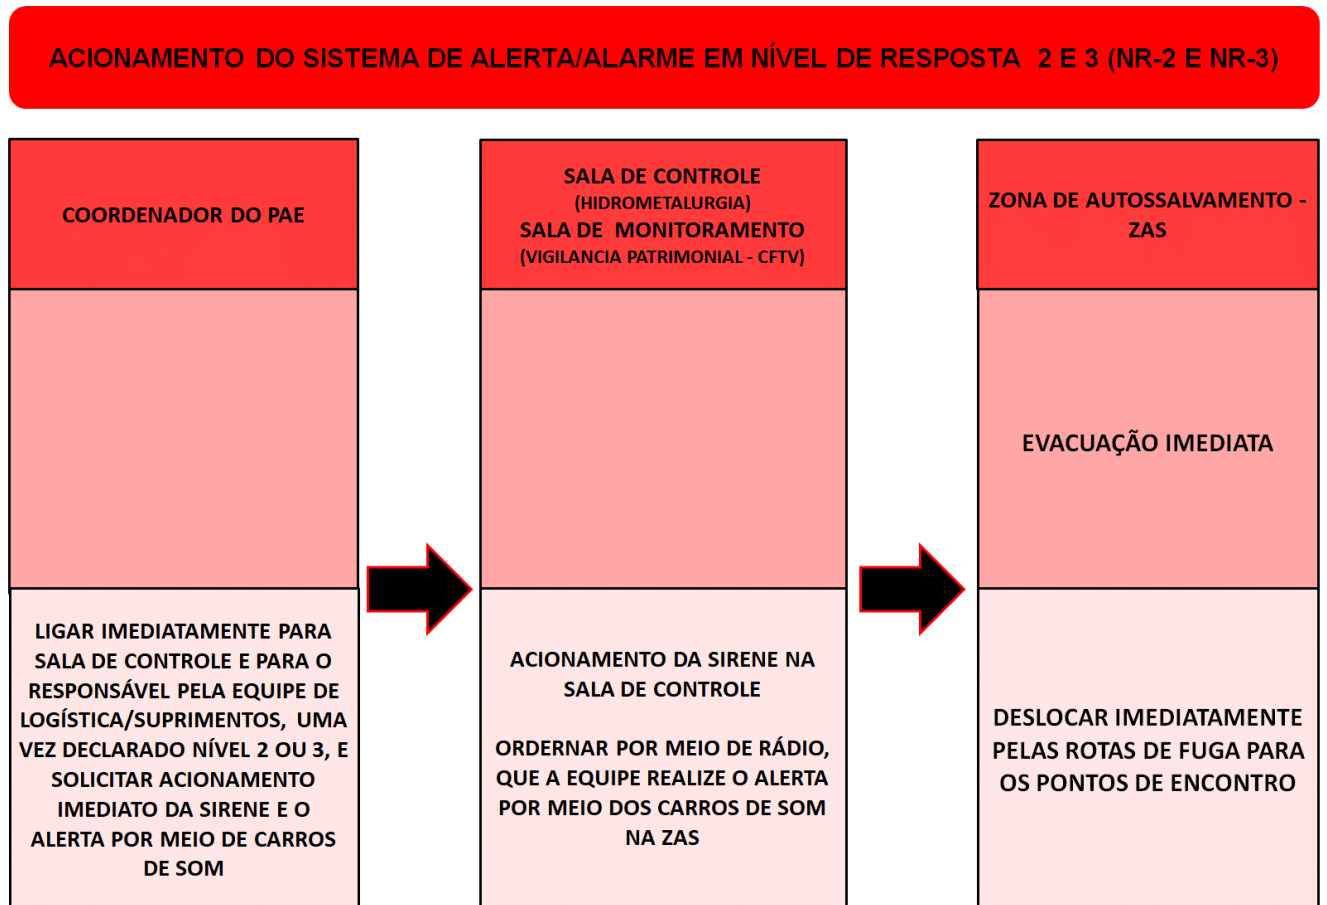 ACIONAMENTO DO SISTEMA DE ALERTA/ALARME EM NÍVEL DE RESPOSTA 2 E 3 (NR-2 E NR-3)
COORDENADOR DO PAE
LIGAR IMEDIATAMENTE PARA
SALA DE CONTROLE E PARA O
RESPONSÁVEL PELA EQUIPE DE
LOGÍSTICA/SUPRIMENTOS, UMA
VEZ DECLARADO NÍVEL 2 OU 3, E
SOLICITAR ACIONAMENTO
IMEDIATO DA SIRENE E O
ALERTA POR MEIO DE CARROS
DE SOM
SALA DE CONTROLE
(HIDROMETALURGIA)
SALA DE MONITORAMENTO
(VIGILANCIA PATRIMONIAL - CFTV)
ACIONAMENTO DA SIRENE NA
SALA DE CONTROLE
ORDERNAR POR MEIO DE RÁDIO,
QUE A EQUIPE REALIZE O ALERTA
POR MEIO DOS CARROS DE SOM
NA ZAS
ZONA DE AUTOSSALVAMENTO -
ZAS
EVACUAÇÃO IMEDIATA
DESLOCAR IMEDIATAMENTE
PELAS ROTAS DE FUGA PARA
OS PONTOS DE ENCONTRO